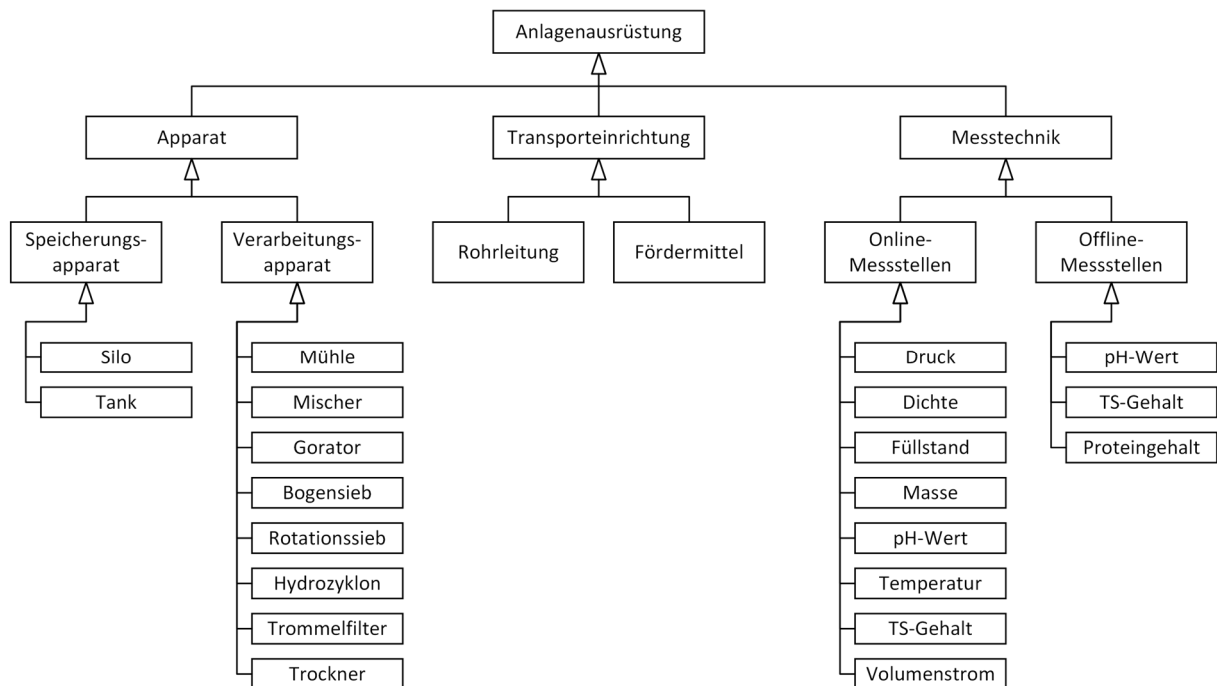 Anlagenausrüstung
Apparat
Transporteinrichtung
Messtechnik
Speicherungs-
apparat
Verarbeitungs-
apparat
Rohrleitung
Fördermittel
Online-
Messstellen
Offline-
Messstellen
Silo
Tank
Mühle
Mischer
Gorator
Bogensieb
Rotationssieb
Hydrozyklon
Trommelfilter
Trockner
Druck
Dichte
Füllstand
Masse
pH-Wert
Temperatur
TS-Gehalt
Volumenstrom
pH-Wert
TS-Gehalt
Proteingehalt